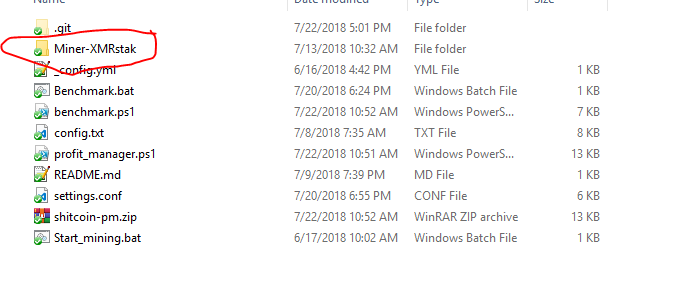 Name Date modified Type Size
.git 7/22/2018 5:01 PM File folder
Miner-XMRstak 7/13/2018 10:32 AM File folder
_config.yml 6/16/2018 4:42 PM YML File 1 KB
Benchmark.bat 7/20/2018 6:24 PM Windows Batch File 1 KB
benchmark.ps1 7/22/2018 10:52 AM Windows PowerS... 7 KB
config.txt 7/8/2018 7:35 AM TXT File 8 KB
profit_manager.ps1 7/22/2018 10:51 AM Windows PowerS... 13 KB
README.md 7/9/2018 7:39 PM MD File 1 KB
settings.conf 7/20/2018 6:55 PM CONF File 6 KB
shitcoin-pm.zip 7/22/2018 10:52 AM WinRAR ZIP archive 13 KB
Start_mining.bat 6/17/2018 10:02 AM Windows Batch File 1 KB